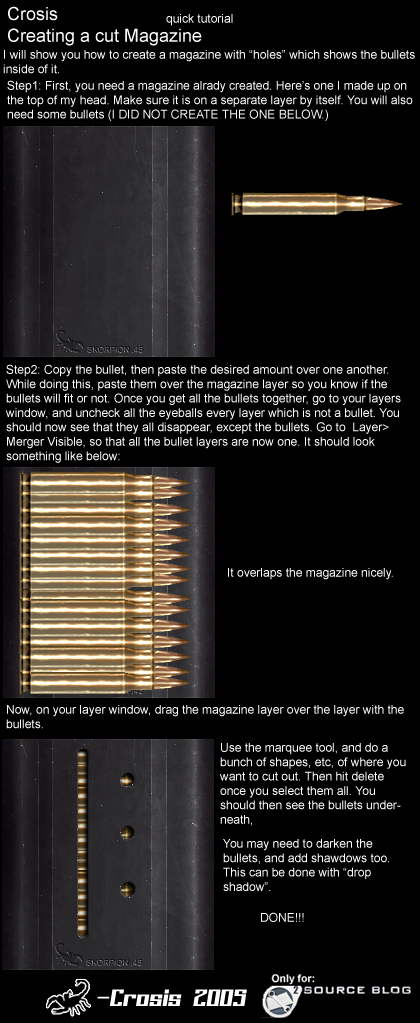 Crosis
quick tutorial
Creating a cut Magazine
I will show you how to create a magazine with “holes” which shows the bullets
inside of it.
Step1: First, you need a magazine alrady created. Here’s one I made up on
the top of my head. Make sure it is on a separate layer by itself. You will also
need some bullets (I DID NOT CREATE THE ONE BELOW.)
SKORPION .45
Step2: Copy the bullet, then paste the desired amount over one another.
While doing this, paste them over the magazine layer so you know if the
bullets will fit or not. Once you get all the bullets together, go to your layers
window, and uncheck all the eyeballs every layer which is not a bullet. You
should now see that they all disappear, except the bullets. Go to  Layer>
Merger Visible, so that all the bullet layers are now one. It should look
something like below:
It overlaps the magazine nicely.
Now, on your layer window, drag the magazine layer over the layer with the
bullets.
Use the marquee tool, and do a
bunch of shapes, etc, of where you
want to cut out. Then hit delete
once you select them all. You
should then see the bullets under-
neath,
You may need to darken the
bullets, and add shawdows too.
This can be done with “drop
shadow”.
DONE!!!
SKORPION .45
-Crosis 2005
Only for:
SOURCE BLOG